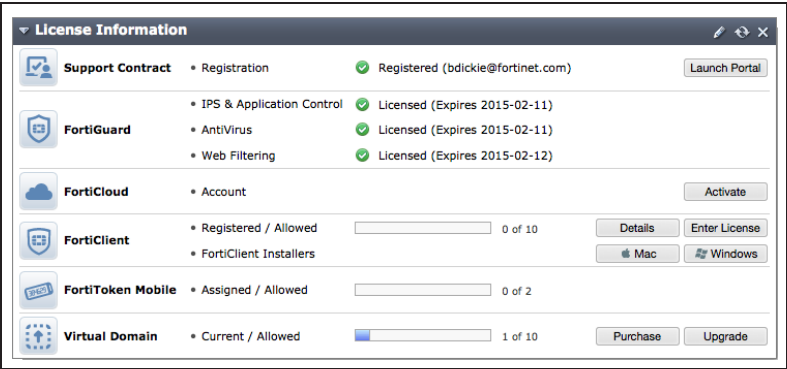 License Information
Support Contract • Registration Registered (bdickie@fortinet.com) Launch Portal
• IPS & Application Control Licensed (Expires 2015-02-11)
FortiGuard • AntiVirus Licensed (Expires 2015-02-11)
• Web Filtering Licensed (Expires 2015-02-12)
FortiCloud • Account Activate
FortiClient • Registered / Allowed 0 of 10 Details Enter License
• FortiClient Installers Mac Windows
FortiToken Mobile • Assigned / Allowed 0 of 2
Virtual Domain • Current / Allowed 1 of 10 Purchase Upgrade